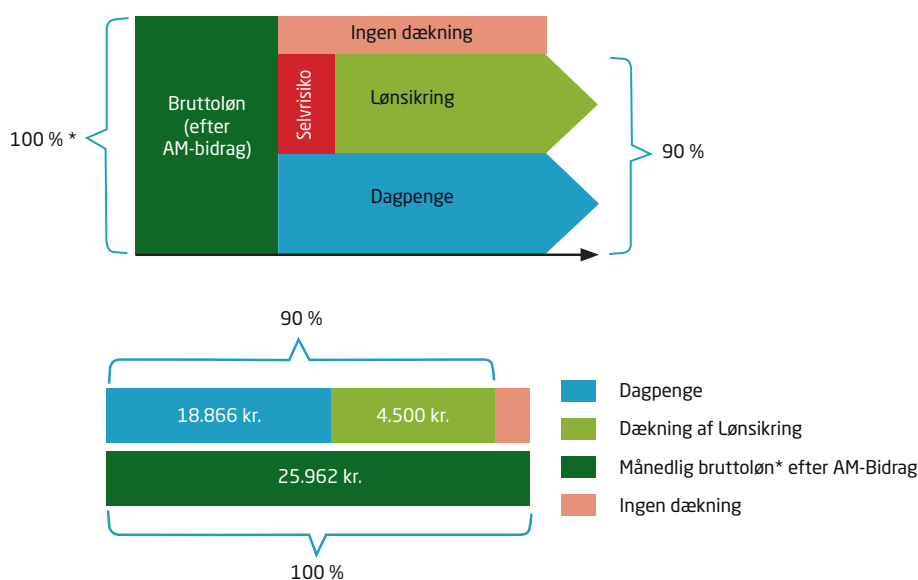 Ingen dækning
Bruttoløn
(efter
AM-bidrag)
Selvrisiko
Lønsikring
100 % *
90 %
Dagpenge
90 %
18.866 kr.
4.500 kr.
25.962 kr.
100 %
Dagpenge
Dækning af Lønsikring
Månedlig bruttoløn* efter AM-Bidrag
Ingen dækning